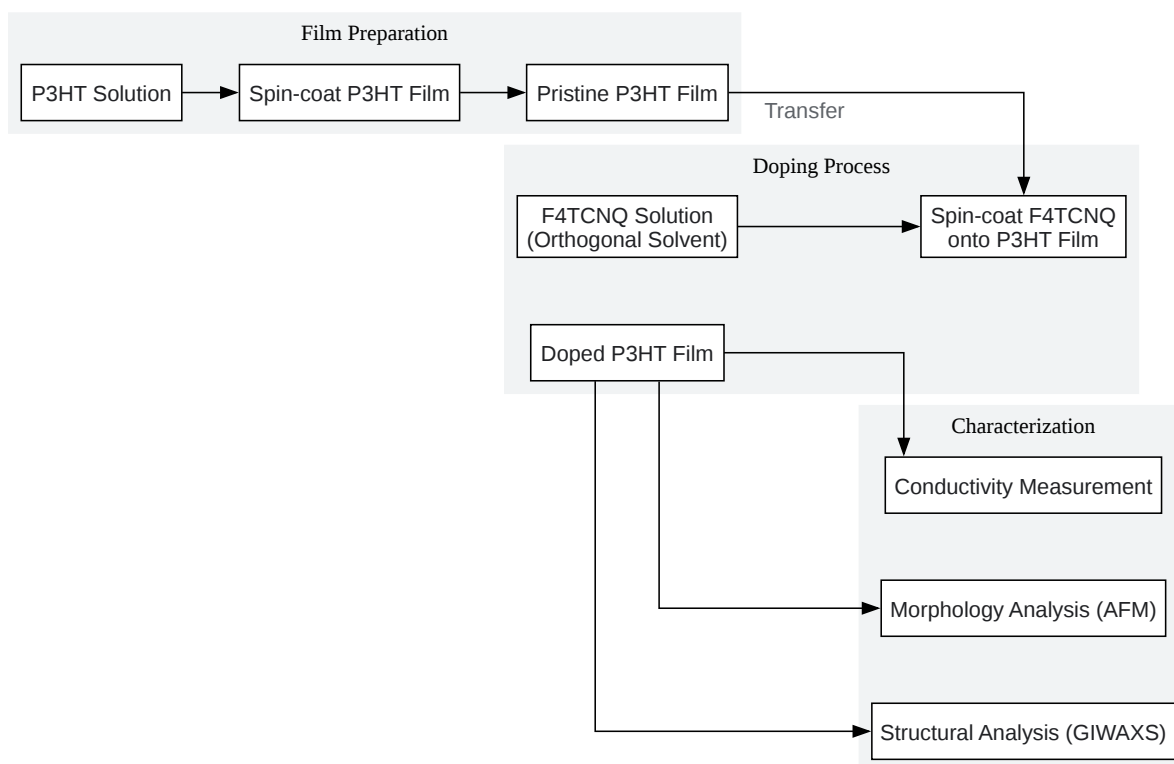 Film Preparation
P3HT Solution
Spin-coat P3HT Film
Pristine P3HT Film
Transfer
Doping Process
F4TCNQ Solution
(Orthogonal Solvent)
Spin-coat F4TCNQ
onto P3HT Film
Doped P3HT Film
Characterization
Conductivity Measurement
Morphology Analysis (AFM)
Structural Analysis (GIWAXS)